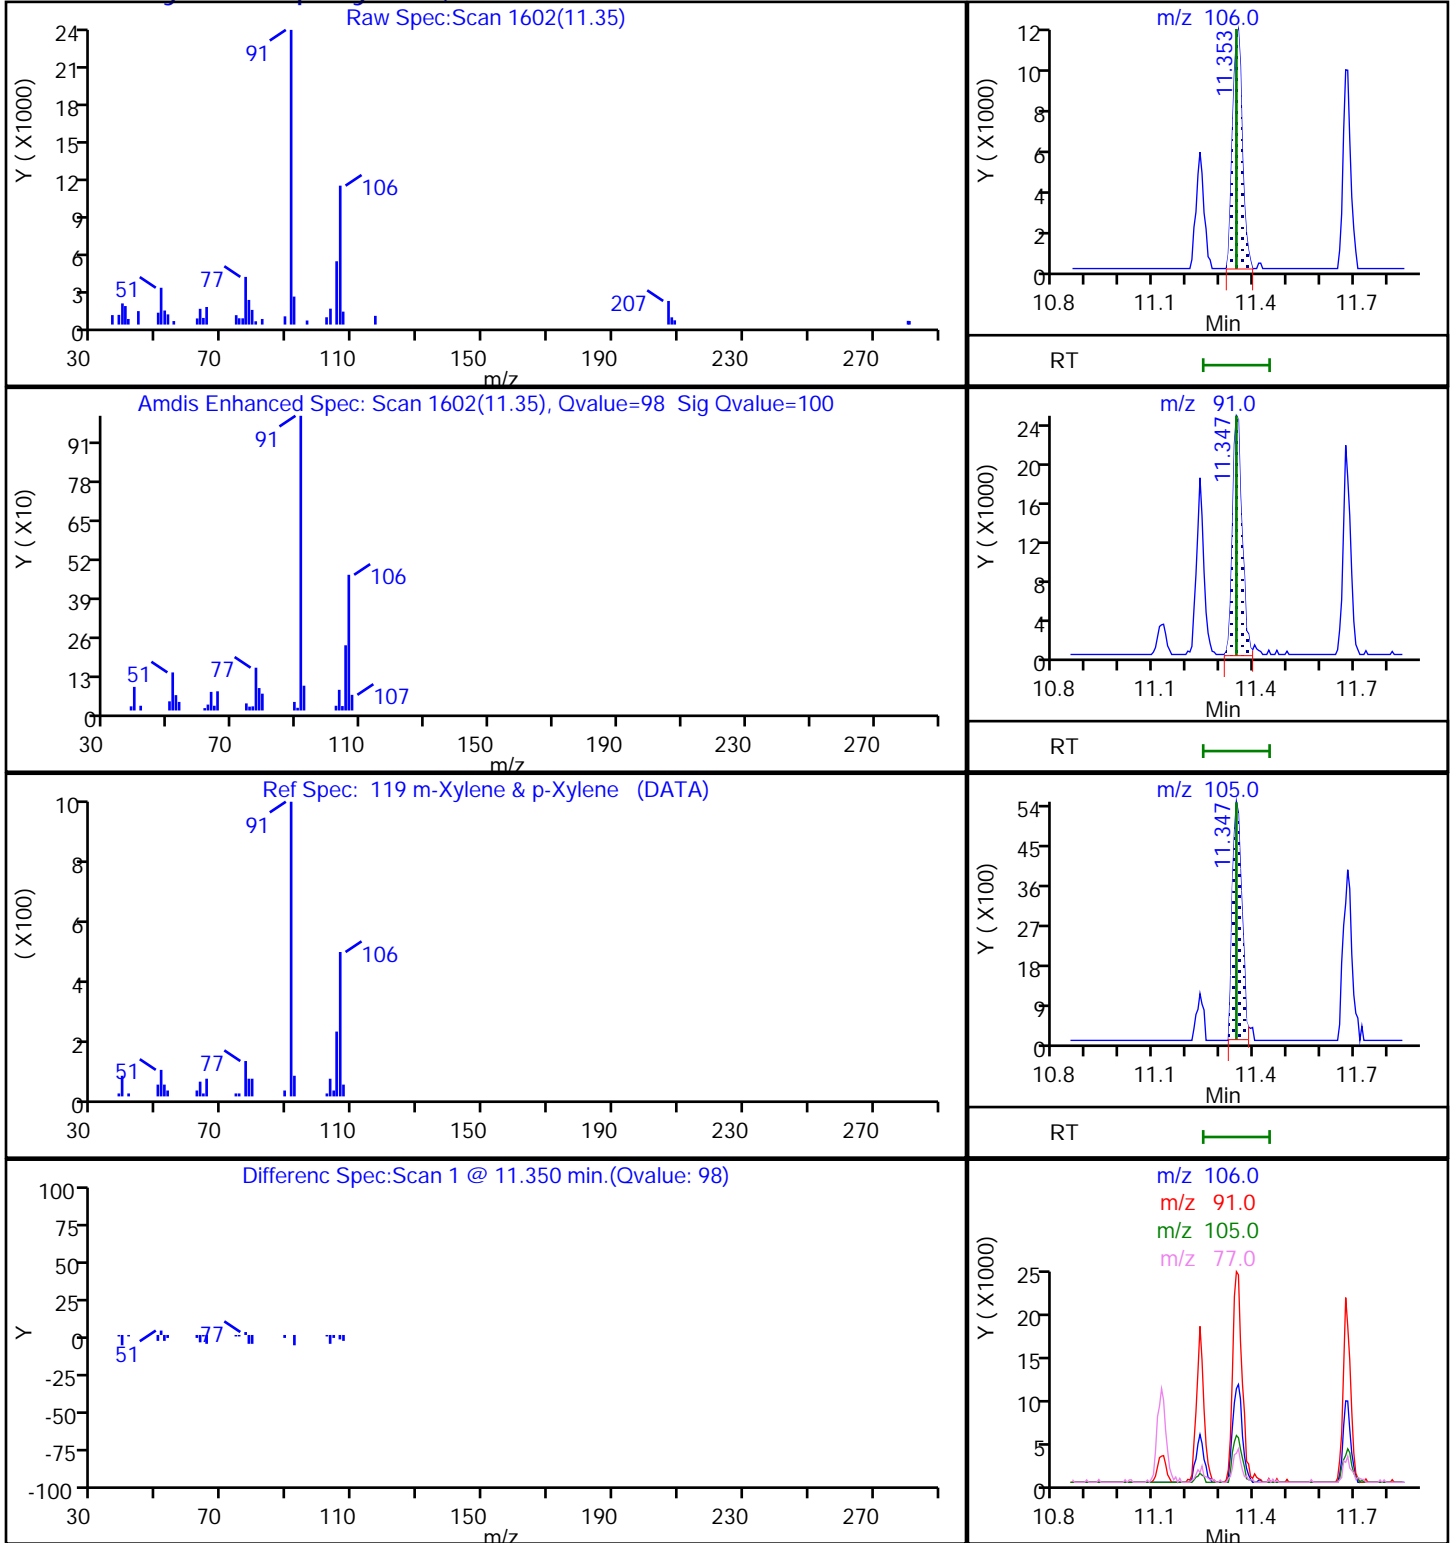 Raw Spec:Scan 1602(11.35)
Y ( X1000)
24
21
18
15
12
9
6
3
0
91
106
77
51
207
30 70 110 150 190 230 270
m/z
m/z 106.0
Y ( X1000)
12
10
8
6
4
2
0
11.353
10.8 11.1 11.4 11.7
Min
RT
Amdis Enhanced Spec: Scan 1602(11.35), Qvalue=98 Sig Qvalue=100
Y ( X10)
91
78
65
52
39
26
13
0
91
106
77
51
107
30 70 110 150 190 230 270
m/z
m/z 91.0
Y ( X1000)
24
20
16
12
8
4
0
11.347
10.8 11.1 11.4 11.7
Min
RT
Ref Spec: 119 m-Xylene & p-Xylene (DATA)
( X100)
10
8
6
4
2
0
91
106
77
51
30 70 110 150 190 230 270
m/z 105.0
Y ( X100)
54
45
36
27
18
9
0
11.347
10.8 11.1 11.4 11.7
Min
RT
Differenc Spec:Scan 1 @ 11.350 min.(Qvalue: 98)
Y
100
75
50
25
0
-25
-50
-75
-100
77
51
30 70 110 150 190 230 270
m/z
m/z 106.0
m/z 91.0
m/z 105.0
m/z 77.0
Y ( X1000)
25
20
15
10
5
0
10.8 11.1 11.4 11.7
Min